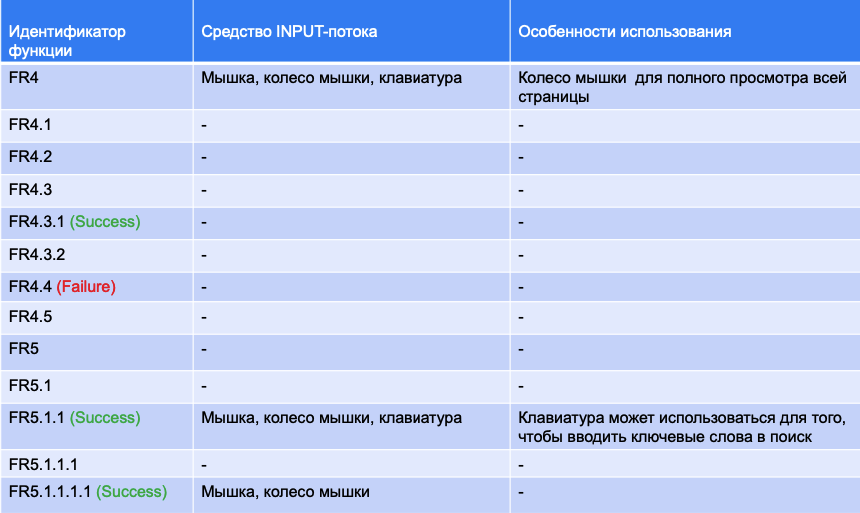 Идентификатор функции	Средство INPUT-потока	Особенности использования
FR4	Мышка, колесо мышки, клавиатура	Колесо мышки  для полного просмотра всей страницы
FR4.1	-	-
FR4.2	-	-
FR4.3	-	-
FR4.3.1 (Success)	-	-
FR4.3.2	-	-
FR4.4 (Failure)	-	-
FR4.5	-	-
FR5	-	-
FR5.1	-	-
FR5.1.1 (Success)	Мышка, колесо мышки, клавиатура	Клавиатура может использоваться для того, чтобы вводить ключевые слова в поиск
FR5.1.1.1	-	-
FR5.1.1.1.1 (Success)	Мышка, колесо мышки	-